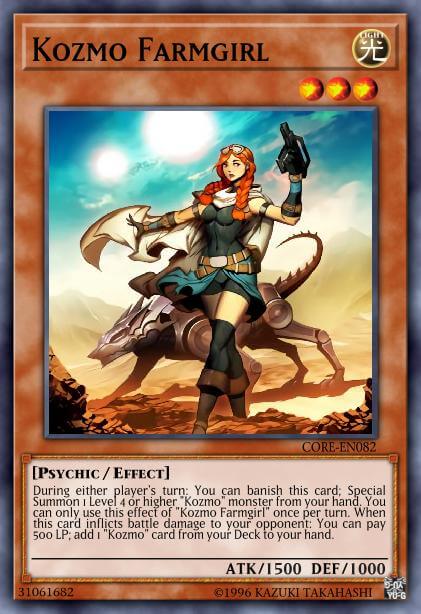 KOZMO FARMGIRL
LIGHT
光
CORE-EN082
[PSYCHIC / EFFECT]
During either player's turn: You can banish this card; Special
Summon 1 Level 4 or higher "Kozmo" monster from your hand. You
can only use this effect of "Kozmo Farmgirl" once per turn. When
this card inflicts battle damage to your opponent: You can pay
500 LP; add 1 "Kozmo" card from your Deck to your hand.
ATK/1500 DEF/1000
31061682
©1996 KAZUKI TAKAHASHI